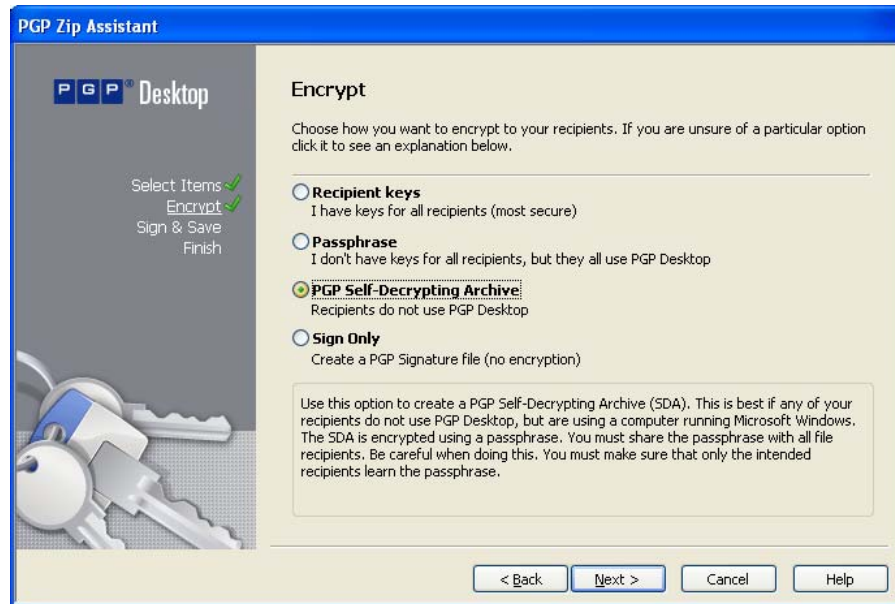 PGP Zip Assistant
PGP® Desktop
Select Items
Encrypt
Sign & Save
Finish
Encrypt
Choose how you want to encrypt to your recipients. If you are unsure of a particular option
click it to see an explanation below.
Recipient keys
I have keys for all recipients (most secure)
Passphrase
I don't have keys for all recipients, but they all use PGP Desktop
PGP Self-Decrypting Archive
Recipients do not use PGP Desktop
Sign Only
Create a PGP Signature file (no encryption)
Use this option to create a PGP Self-Decrypting Archive (SDA). This is best if any of your
recipients do not use PGP Desktop, but are using a computer running Microsoft Windows.
The SDA is encrypted using a passphrase. You must share the passphrase with all file
recipients. Be careful when doing this. You must make sure that only the intended
recipients learn the passphrase.
< Back
Next >
Cancel
Help